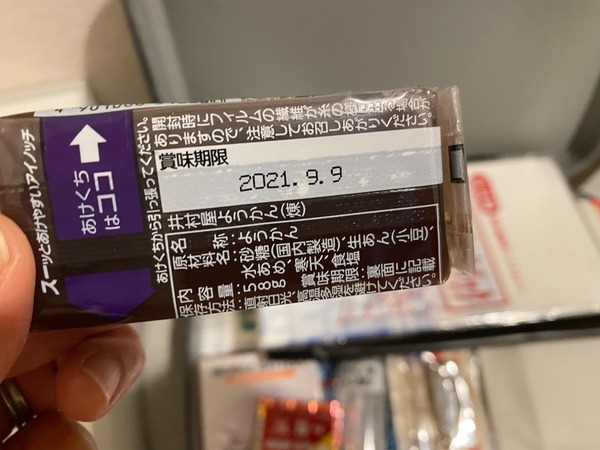 スーッとあけやすいアイノッチ
あけくち
はココ
あけくちから引っ張ってください。
開封時にフィルムの繊維が糸の様に出る場合が
ありますので、注意してお召しあがりください。
賞味期限
2021.9.9
井村屋ようかん(煉)
名 称:ようかん
原材料名:砂糖(国内製造)、生あん(小豆)、
水あめ、寒天、食塩
内容量:58g 賞味期限:裏面に記載
保存方法:直射日光、高温多湿を避けてください。